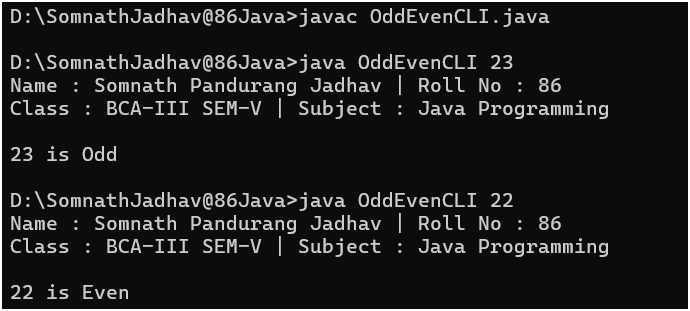 D:\SomnathJadhav@86Java>javac OddEvenCLI.java
D:\SomnathJadhav@86Java>java OddEvenCLI 23
Name : Somnath Pandurang Jadhav | Roll No : 86
Class : BCA-III SEM-V | Subject : Java Programming
23 is Odd
D:\SomnathJadhav@86Java>java OddEvenCLI 22
Name : Somnath Pandurang Jadhav | Roll No : 86
Class : BCA-III SEM-V | Subject : Java Programming
22 is Even